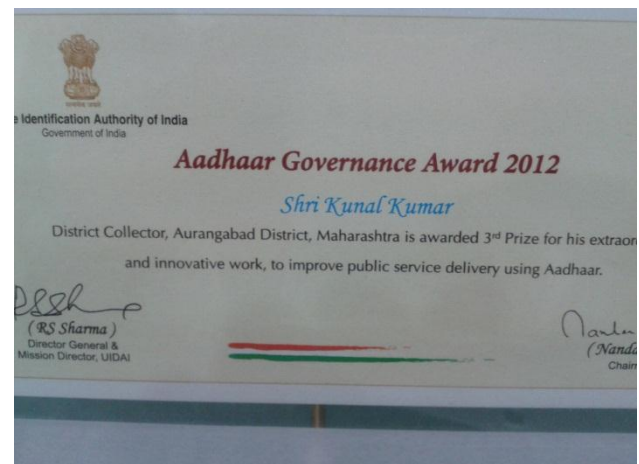 e Identification Authority of India
Government of India
Aadhaar Governance Award 2012
Shri Kunal Kumar
District Collector, Aurangabad District, Maharashtra is awarded 3rd Prize for his extraor
and innovative work, to improve public service delivery using Aadhaar.
(RS Sharma)
Director General &
Mission Director, UIDAI
(Nanda
Chair